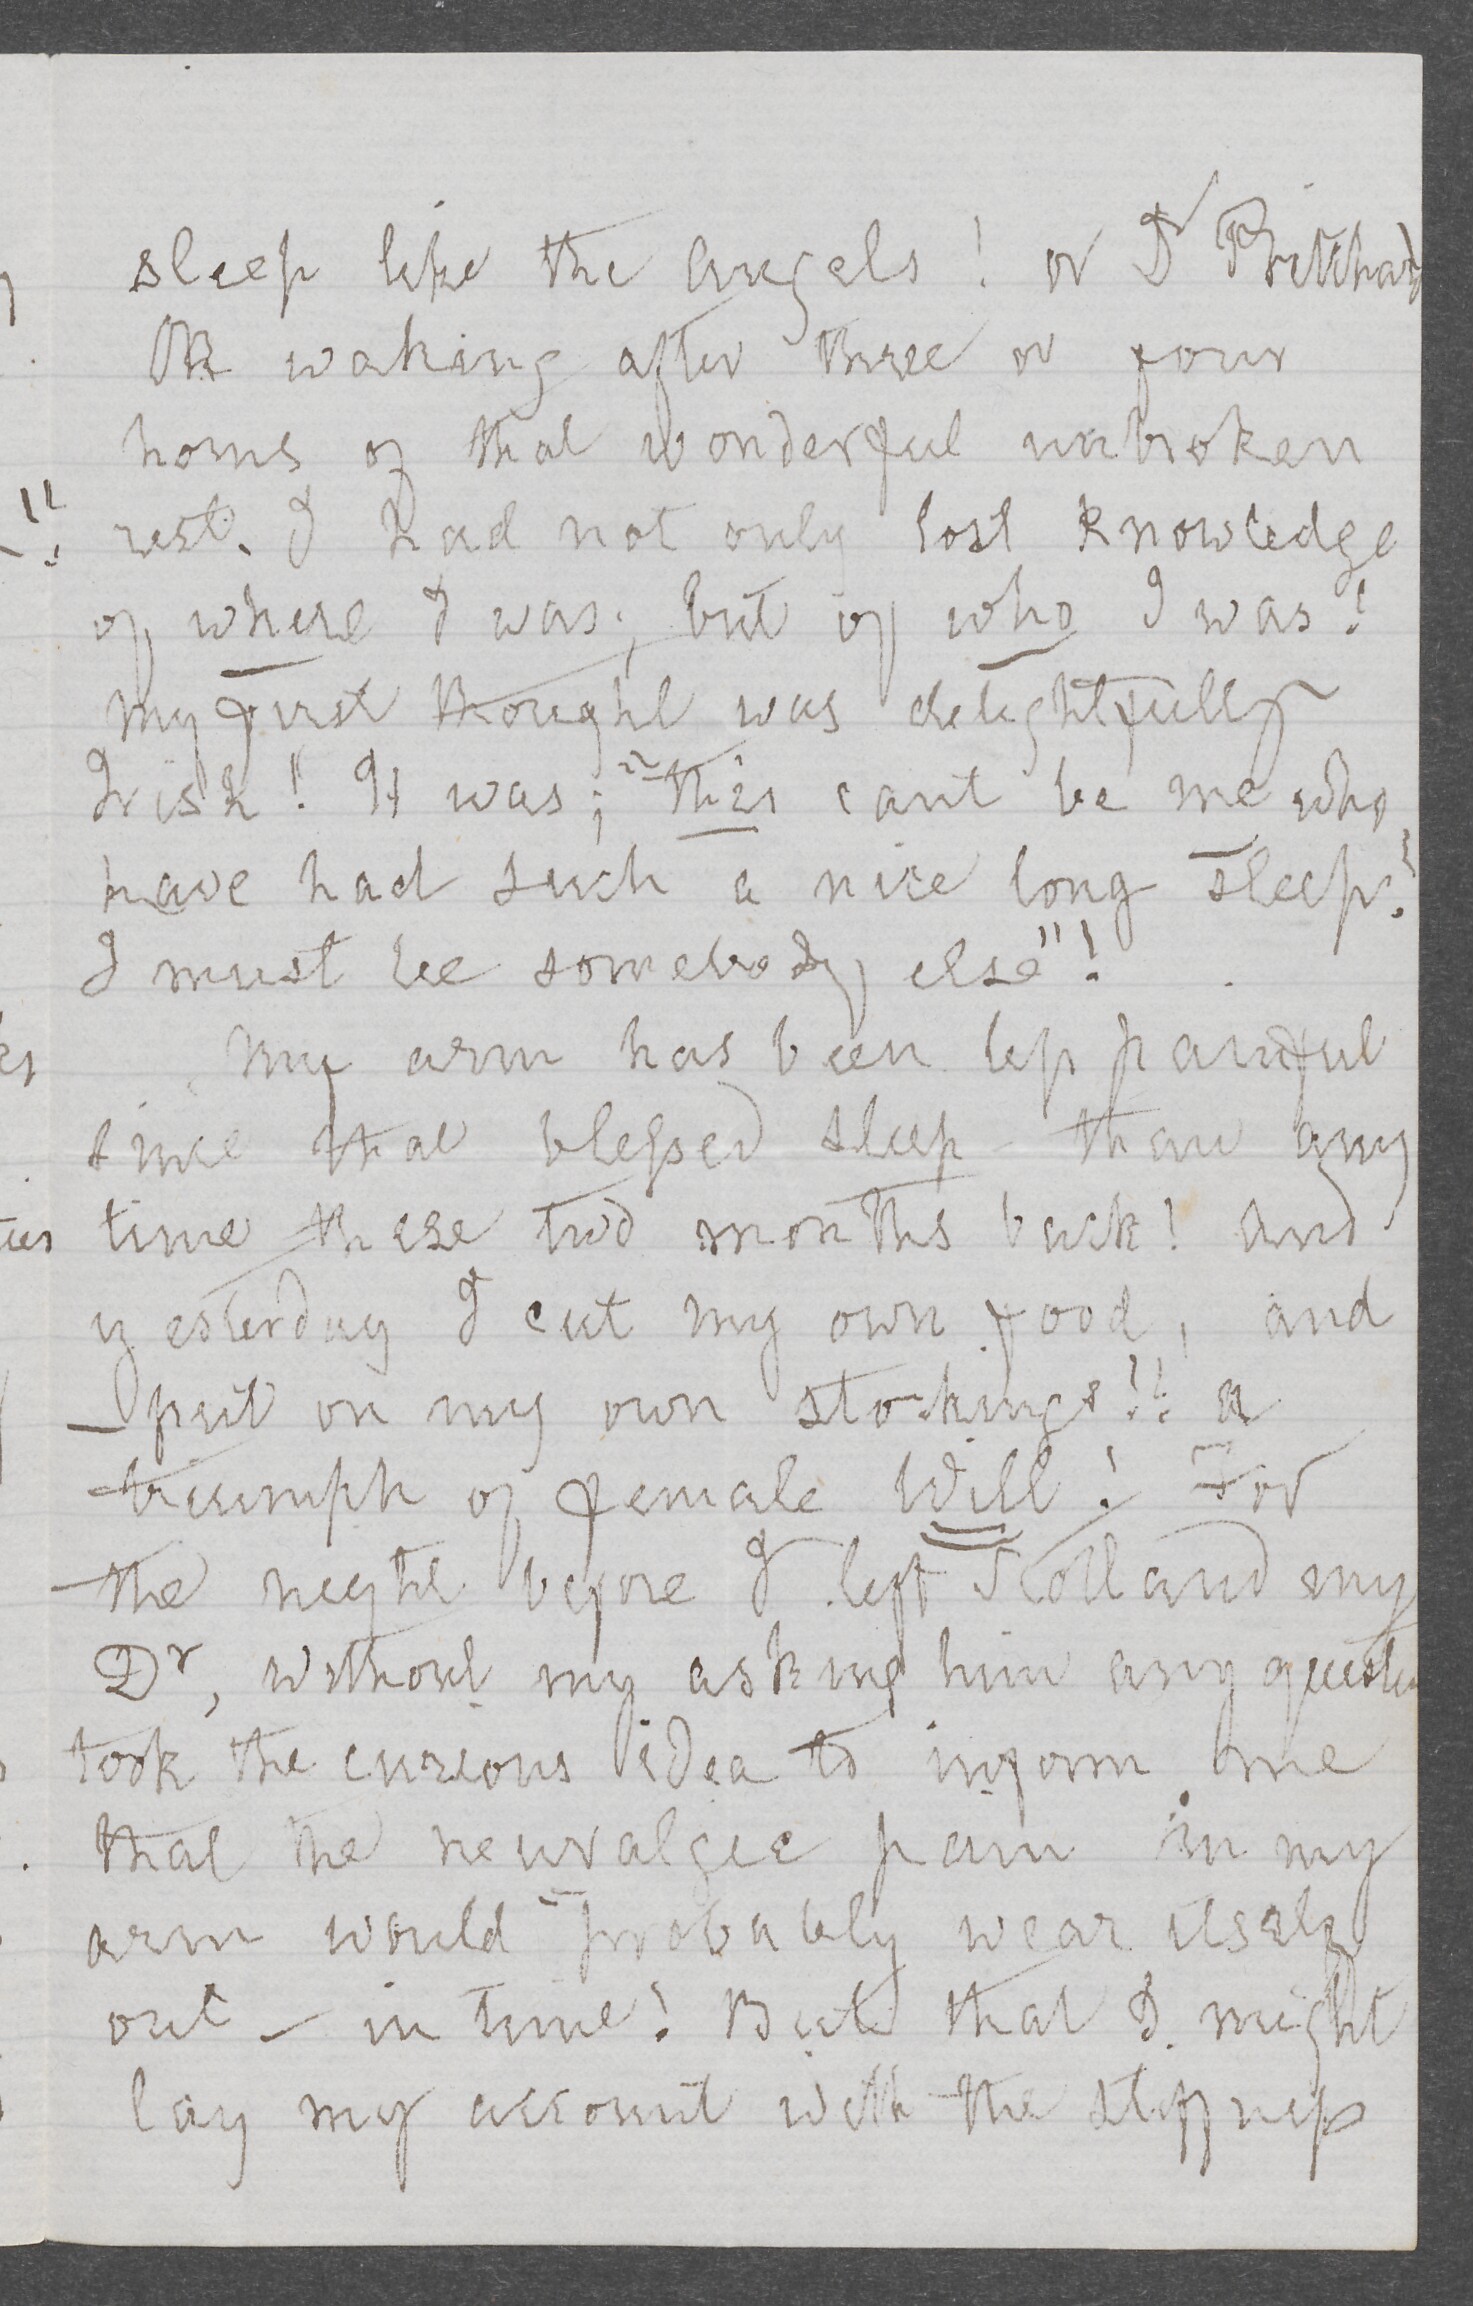 sleep like the angels! or Dr Pritchard
On waking after three or four
hours of that wonderful unbroken
rest. I had not only lost knowledge
of where I was; but of who I was!
my first thought was delightfully
Irish! It was; "this cant be me who
have had such a nice long sleep!
I must be somebody else"!
My arm has been less painful
since that blessed sleep – than any
time these two months back! And
yesterday I cut my own food, and
put on my own stockings!! a
triumph of female Will! For
the night before I left Scotland my
Dr, without my asking him any question
took the curious idea to inform me
that the neuralgic pain in my
arm would probably wear itself
out – in time! But that I might
lay my account with the stiffness